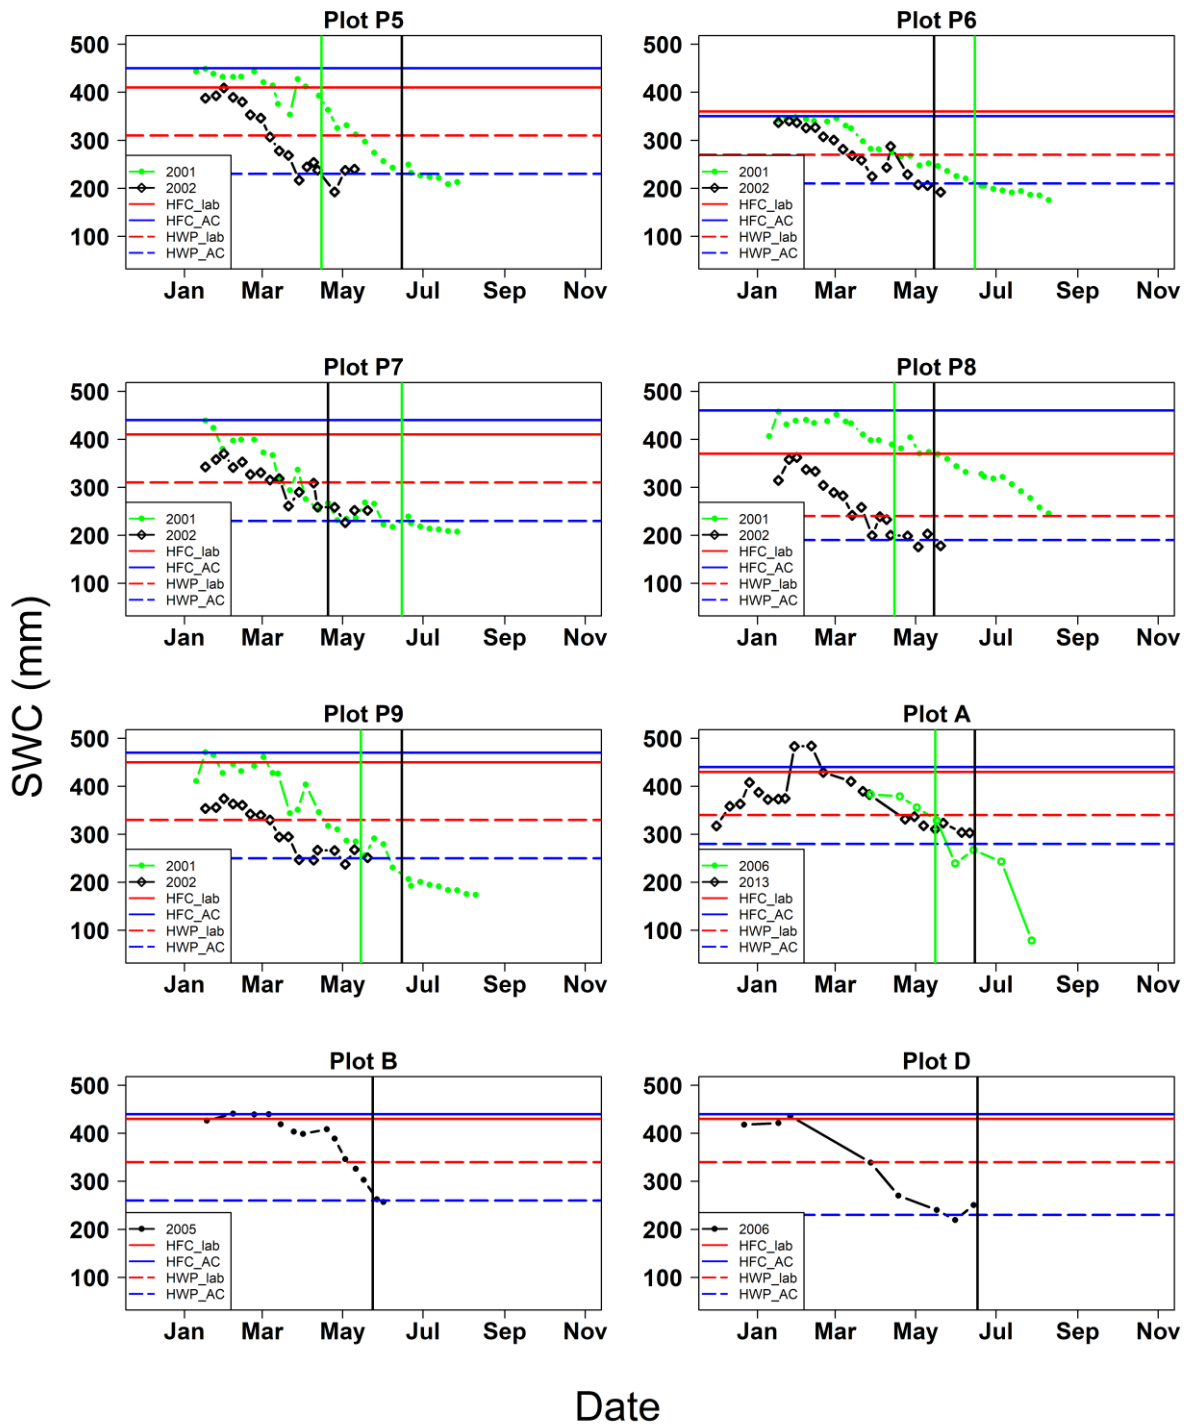 SWC (mm)
Plot P5
500
400
300
200
100
2001
2002
HFC_lab
HFC_AC
HWP_lab
HWP_AC
Jan Mar May Jul Sep Nov
Plot P6
500
400
300
200
100
2001
2002
HFC_lab
HFC_AC
HWP_lab
HWP_AC
Jan Mar May Jul Sep Nov
Plot P7
500
400
300
200
100
2001
2002
HFC_lab
HFC_AC
HWP_lab
HWP_AC
Jan Mar May Jul Sep Nov
Plot P8
500
400
300
200
100
2001
2002
HFC_lab
HFC_AC
HWP_lab
HWP_AC
Jan Mar May Jul Sep Nov
Plot P9
500
400
300
200
100
2001
2002
HFC_lab
HFC_AC
HWP_lab
HWP_AC
Jan Mar May Jul Sep Nov
Plot A
500
400
300
200
100
2006
2013
HFC_lab
HFC_AC
HWP_lab
HWP_AC
Jan Mar May Jul Sep Nov
Plot B
500
400
300
200
100
2005
HFC_lab
HFC_AC
HWP_lab
HWP_AC
Jan Mar May Jul Sep Nov
Plot D
500
400
300
200
100
2006
HFC_lab
HFC_AC
HWP_lab
HWP_AC
Jan Mar May Jul Sep Nov
Date